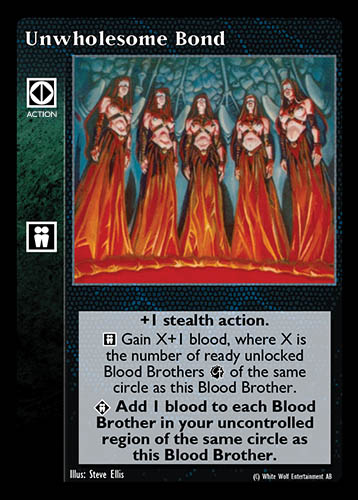 Unwholesome Bond
ACTION
+1 stealth action.
Gain X+1 blood, where X is
the number of ready unlocked
Blood Brothers of the same
circle as this Blood Brother.
Add 1 blood to each Blood
Brother in your uncontrolled
region of the same circle as
this Blood Brother.
Illus: Steve Ellis
(C) White Wolf Entertainment AB